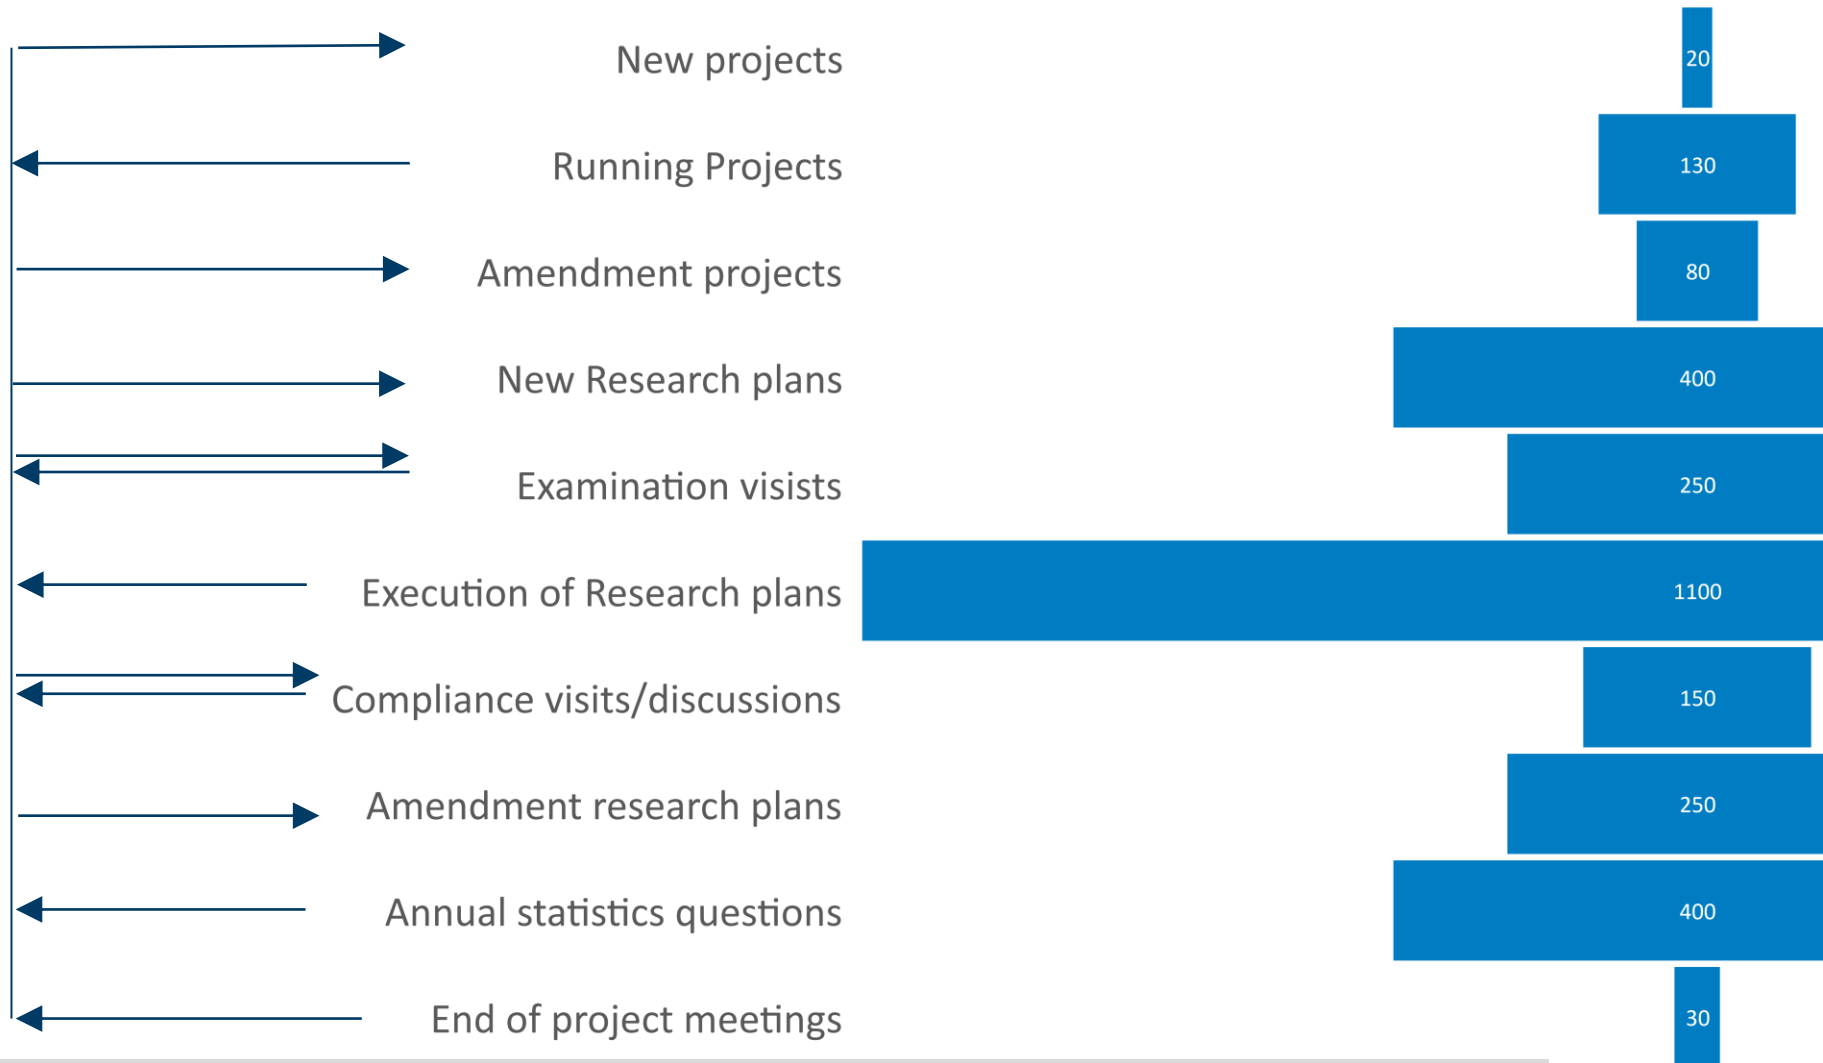 New projects 20
Running Projects 130
Amendment projects 80
New Research plans 400
Examination visists 250
Execution of Research plans 1100
Compliance visits/discussions 150
Amendment research plans 250
Annual statistics questions 400
End of project meetings 30